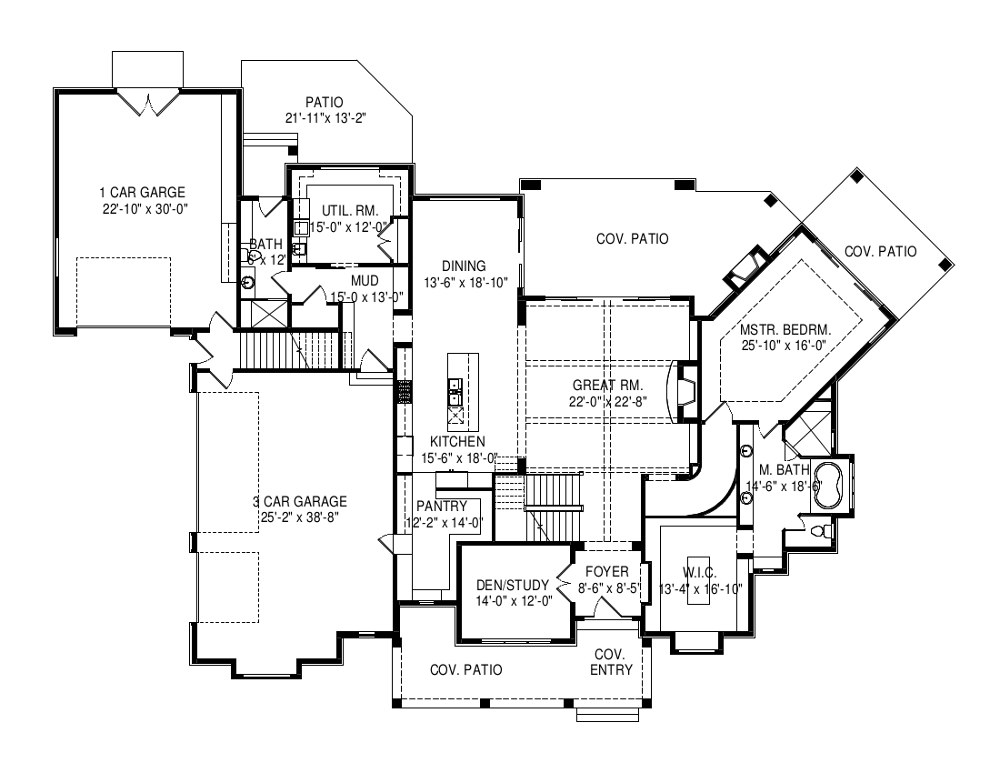 PATIO
21'-11"x 13'-2"
1 CAR GARGE
22'-10" x 30'-0"
UTIL. RM.
15'-0" x 12'-0"
BATH
6' x 12'
MUD
15'-0 x 13'-0"
DINING
13'-6" x 18'-10"
COV. PATIO
COV. PATIO
MSTR. BEDRM.
25'-10" x 16'-0"
GREAT RM.
22'-0" x 22'-8"
KITCHEN
15'-6" x 18'-0"
M. BATH
14'-6" x 18'-6"
3 CAR GARAGE
25'-2" x 38'-8"
PANTRY
12'-2" x 14'-0"
DEN/STUDY
14'-0" x 12'-0"
FOYER
8'-6" x 8'-5"
W.I.C.
13'-4" x 16'-10"
COV. PATIO
COV.
ENTRY